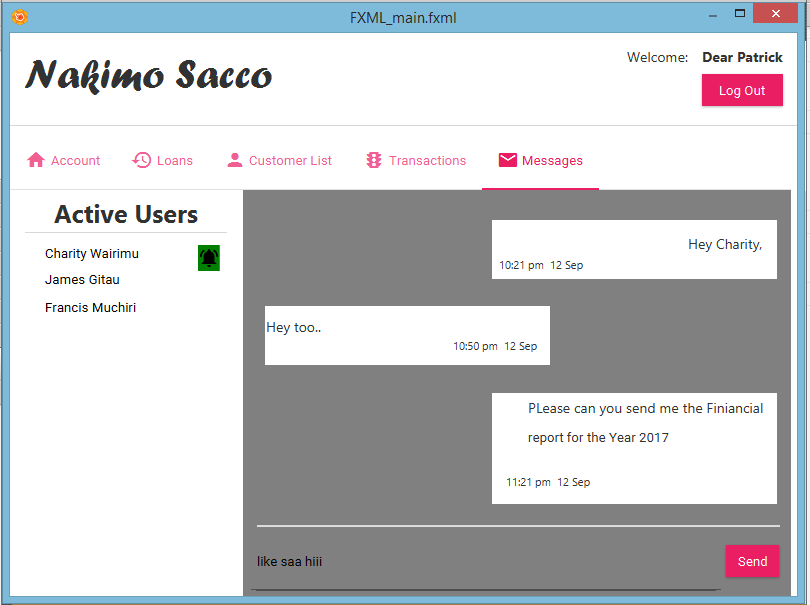 FXML_main.fxml
Nakimo Sacco
Welcome: Dear Patrick
Log Out
Account Loans Customer List Transactions Messages
Active Users
Charity Wairimu
James Gitau
Francis Muchiri
Hey Charity,
10:21 pm 12 Sep
Hey too..
10:50 pm 12 Sep
PLease can you send me the Finiancial
report for the Year 2017
11:21 pm 12 Sep
like saa hiii
Send